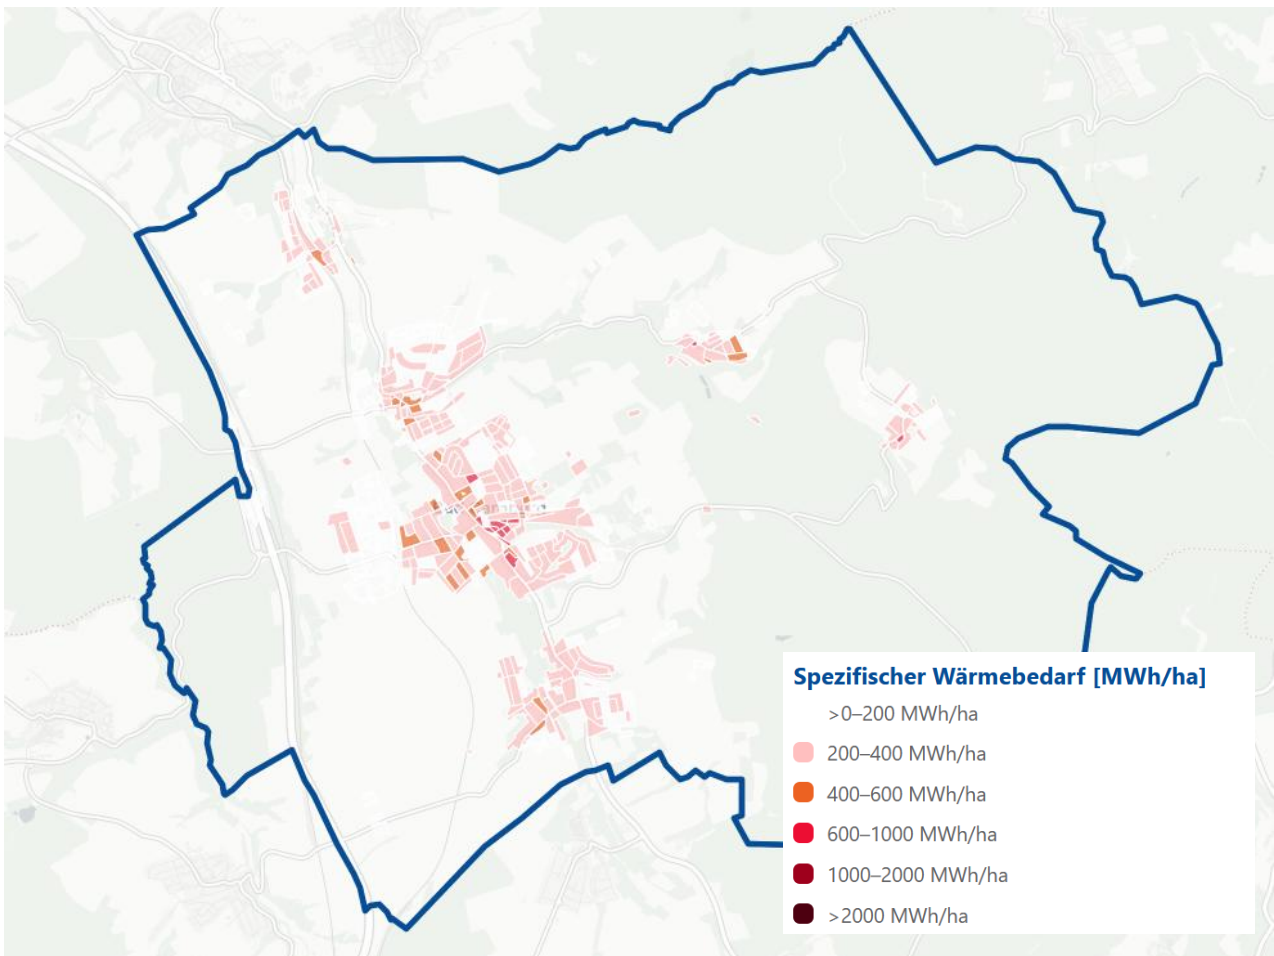 Spezifischer Wärmebedarf [MWh/ha]
>0–200 MWh/ha
200–400 MWh/ha
400–600 MWh/ha
600–1000 MWh/ha
1000–2000 MWh/ha
>2000 MWh/ha